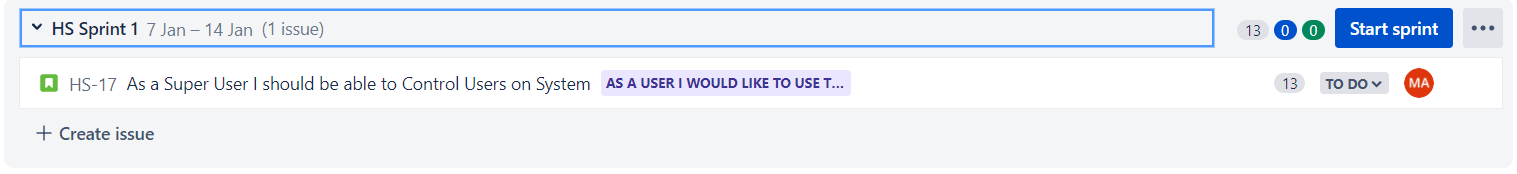 HS Sprint 1 7 Jan – 14 Jan (1 issue) 13 0 0 Start sprint
HS-17 As a Super User I should be able to Control Users on System AS A USER I WOULD LIKE TO USE T... 13 TO DO MA
Create issue